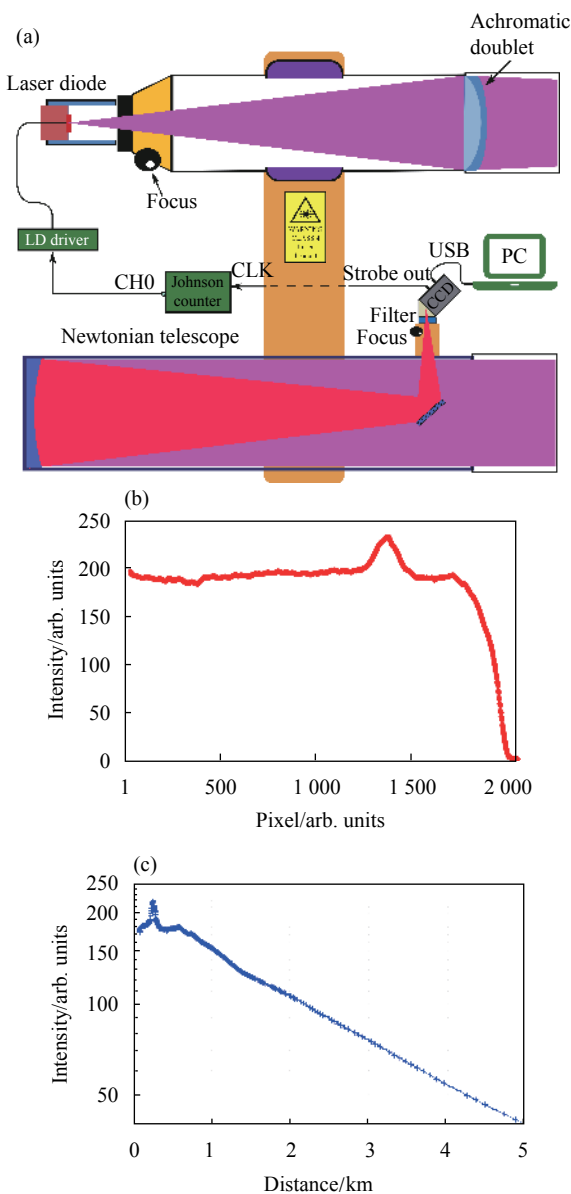 (a)
Achromatic
doublet
Laser diode
Focus
LD driver
CH0
Johnson
counter
CLK
WARNING
Strobe out
USB
PC
CCD
Filter
Focus
Newtonian telescope
(b)
250
200
150
100
50
0
Intensity/arb. units
1
500
1 000
1 500
2 000
Pixel/arb. units
(c)
250
200
150
100
50
Intensity/arb. units
0
1
2
3
4
5
Distance/km